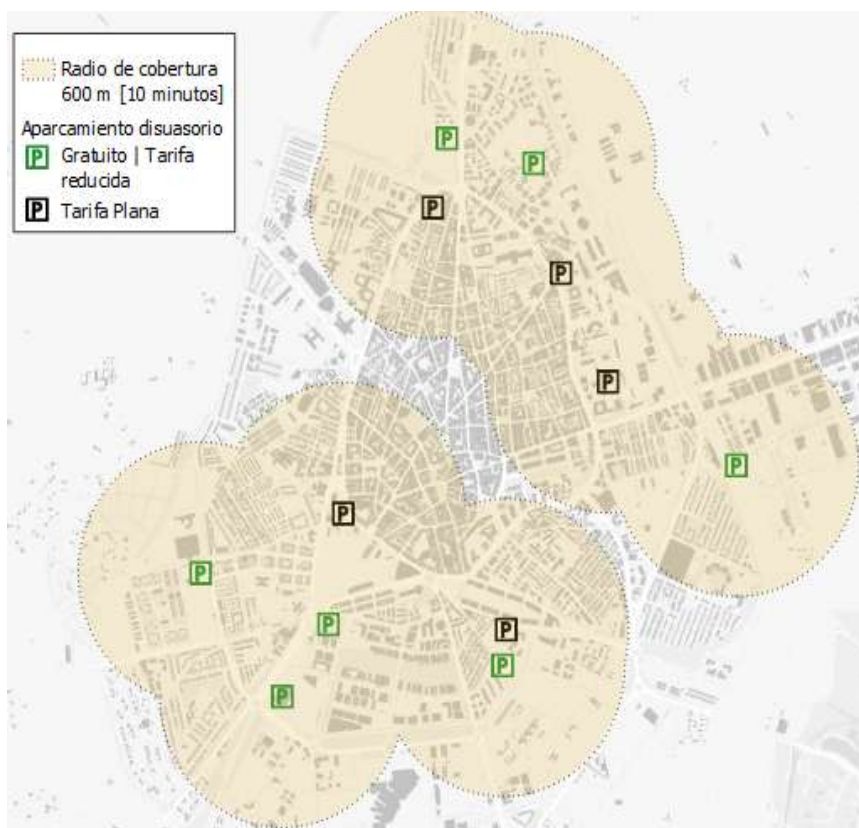 Radio de cobertura
600 m [10 minutos]
Aparcamiento disuasorio
P Gratuito | Tarifa
reducida
P Tarifa Plana
P
P
P
P
P
P
P
P
P
P
P
P